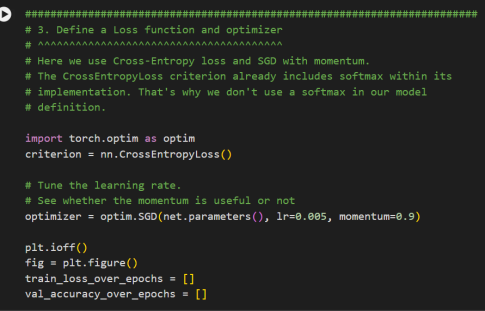 ########################################################################
# 3. Define a Loss function and optimizer
# ^^^^^^^^^^^^^^^^^^^^^^^^^^^^^^^^^^^^^^^
# Here we use Cross-Entropy loss and SGD with momentum.
# The CrossEntropyLoss criterion already includes softmax within its
# implementation. That's why we don't use a softmax in our model
# definition.
import torch.optim as optim
criterion = nn.CrossEntropyLoss()
# Tune the learning rate.
# See whether the momentum is useful or not
optimizer = optim.SGD(net.parameters(), lr=0.005, momentum=0.9)
plt.ioff()
fig = plt.figure()
train_loss_over_epochs = []
val_accuracy_over_epochs = []